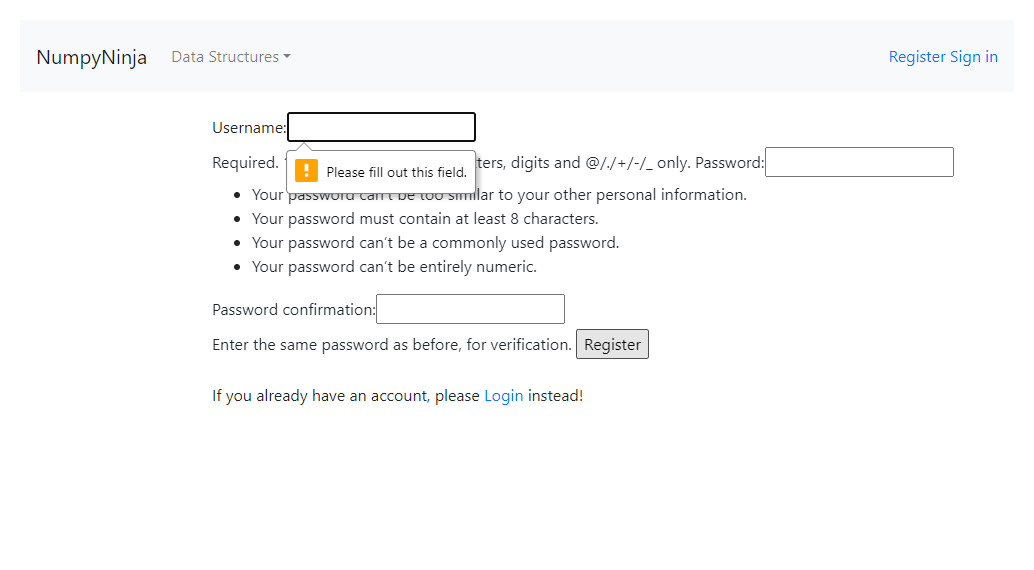 NumpyNinja Data Structures Register Sign in
Username:
Please fill out this field.
Required. ters, digits and @/./+/-/_ only. Password:
Your password can't be too similar to your other personal information.
Your password must contain at least 8 characters.
Your password can't be a commonly used password.
Your password can't be entirely numeric.
Password confirmation:
Enter the same password as before, for verification. Register
If you already have an account, please Login instead!